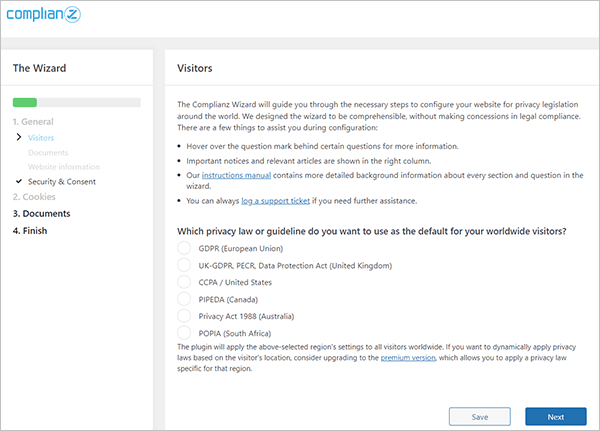 complianz
The Wizard
1. General
Visitors
Documents
Website information
Security & Consent
2. Cookies
3. Documents
4. Finish
Visitors
The Complianz Wizard will guide you through the necessary steps to configure your website for privacy legislation
around the world. We designed the wizard to be comprehensible, without making concessions in legal compliance.
There are a few things to assist you during configuration:
Hover over the question mark behind certain questions for more information.
Important notices and relevant articles are shown in the right column.
Our instructions manual contains more detailed background information about every section and question in the
wizard.
You can always log a support ticket if you need further assistance.
Which privacy law or guideline do you want to use as the default for your worldwide visitors?
GDPR (European Union)
UK-GDPR, PECR, Data Protection Act (United Kingdom)
CCPA / United States
PIPEDA (Canada)
Privacy Act 1988 (Australia)
POPIA (South Africa)
The plugin will apply the above-selected region's settings to all visitors worldwide. If you want to dynamically apply privacy
laws based on the visitor's location, consider upgrading to the premium version, which allows you to apply a privacy law
specific for that region.
Save
Next